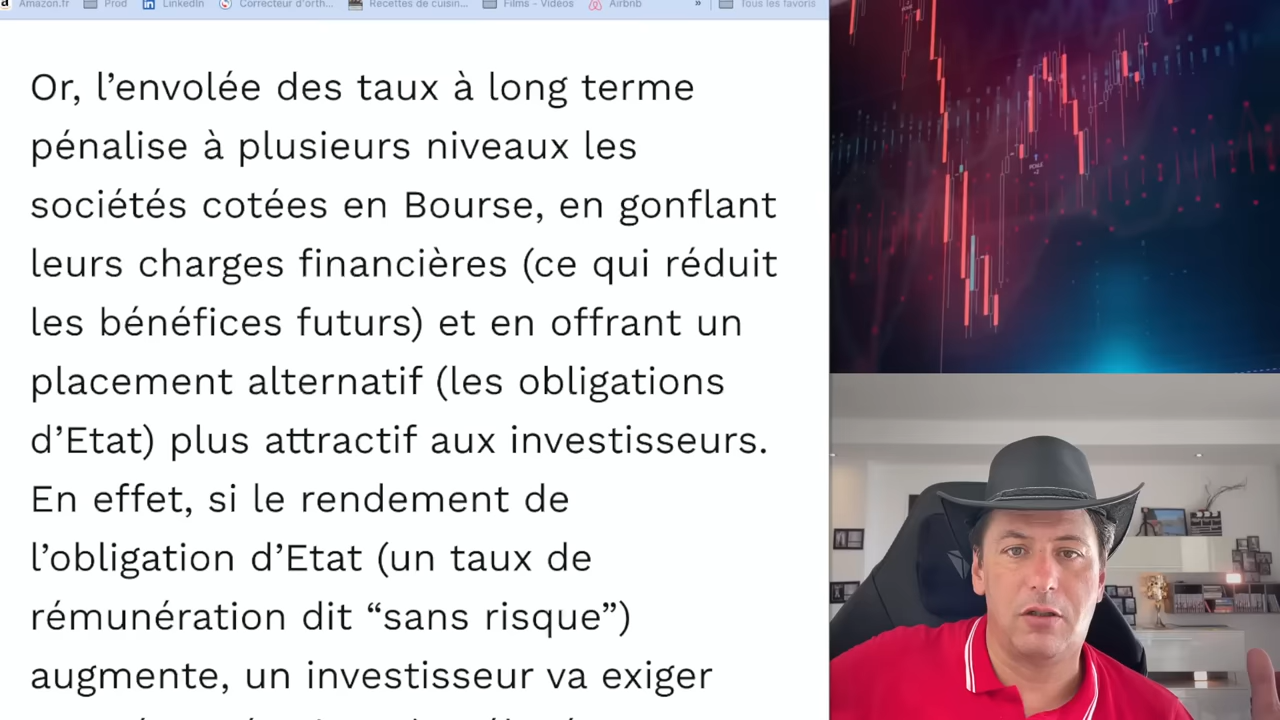 Amazon.fr Prod LinkedIn Correcteur d'orth... Recettes de cuisin... Films - Vidéos Airbnb » Tous les favoris
Or, l’envolée des taux à long terme
pénalise à plusieurs niveaux les
sociétés cotées en Bourse, en gonflant
leurs charges financières (ce qui réduit
les bénéfices futurs) et en offrant un
placement alternatif (les obligations
d’Etat) plus attractif aux investisseurs.
En effet, si le rendement de
l’obligation d’Etat (un taux de
rémunération dit “sans risque”)
augmente, un investisseur va exiger